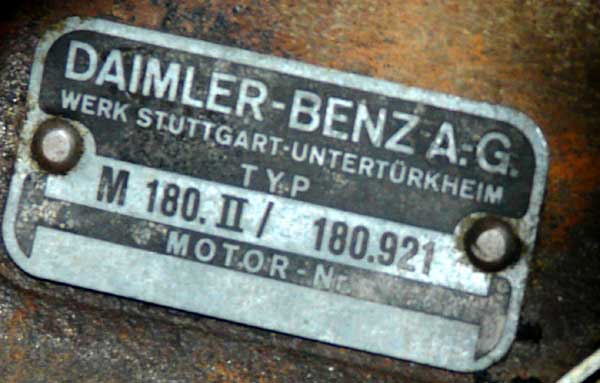 DAIMLER-BENZ A.-G.
WERK STUTTGART-UNTERTÜRKHEIM
TYP
M 180.II / 180.921
MOTOR-Nr.